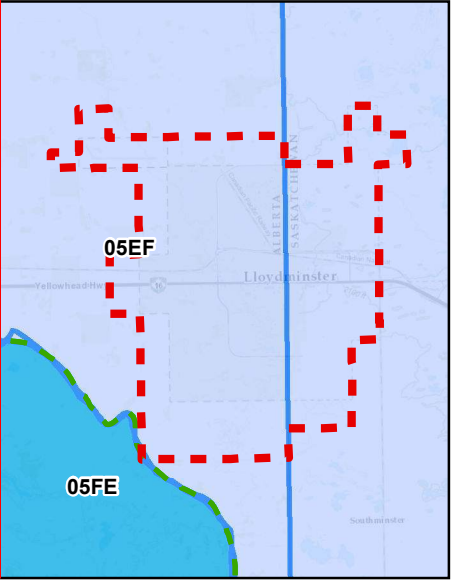 ALBERTA
SASKATCHEWAN
05EF
Lloydminster
Yellowhead Hwy
16
05FE
Southminster